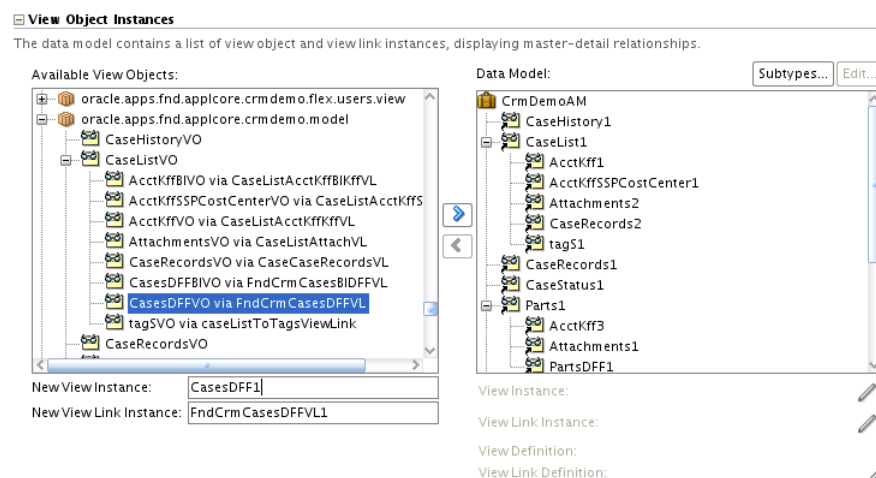 View Object Instances
The data model contains a list of view object and view link instances, displaying master-detail relationships.
Available View Objects:
oracle.apps.fnd.applcore.crmdemo.flex.users.view
oracle.apps.fnd.applcore.crmdemo.model
CaseHistoryVO
CaseListVO
AcctKffBIVO via CaseListAcctKffBIKffVL
AcctKffSSPCostCenterVO via CaseListAcctKffS
AcctKffVO via CaseListAcctKffKffVL
AttachmentsVO via CaseListAttachVL
CaseRecordsVO via CaseCaseRecordsVL
CasesDFFBIVO via FndCrmCasesBIDFFVL
CasesDFFVO via FndCrmCasesDFFVL
tagSVO via caseListToTagsViewLink
CaseRecordsVO
New View Instance: CasesDFF1
New View Link Instance: FndCrmCasesDFFVL1
Data Model:
Subtypes... Edit...
CrmDemoAM
CaseHistory1
CaseList1
AcctKff1
AcctKffSSPCostCenter1
Attachments2
CaseRecords2
tagS1
CaseRecords1
CaseStatus1
Parts1
AcctKff3
Attachments1
PartsDFF1
View Instance:
View Link Instance:
View Definition:
View Link Definition: